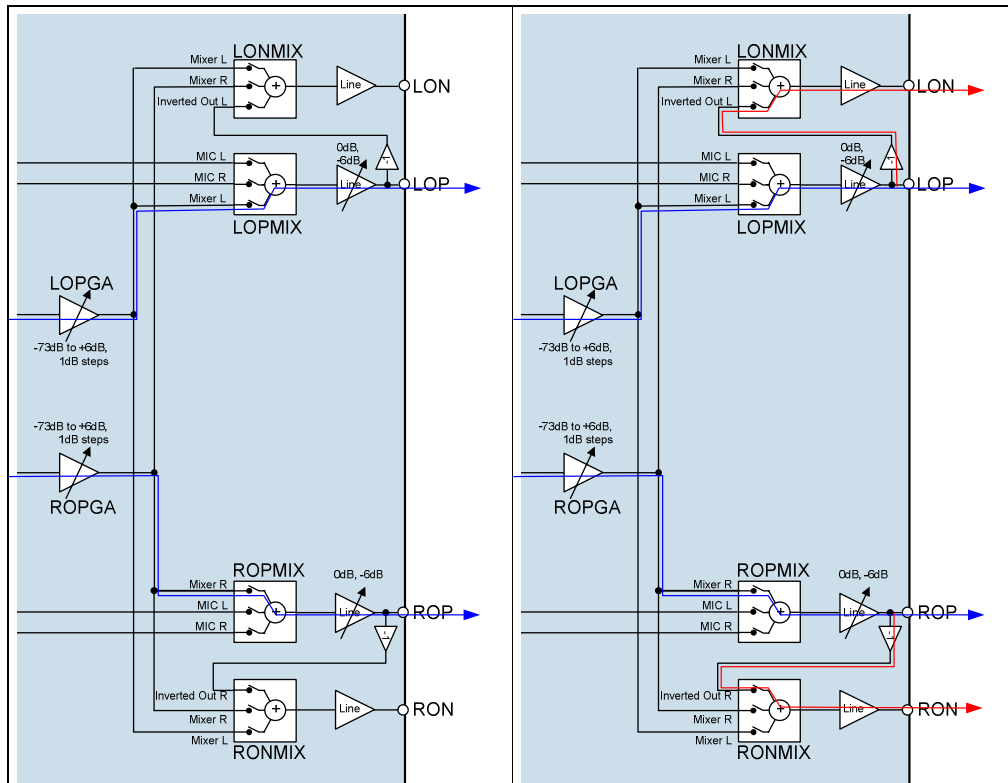 LONMIX
Mixer L
Mixer R
Inverted Out L
+
Line
LON
-1
MIC L
MIC R
Mixer L
+
0dB,
-6dB
Line
LOP
LOPMIX
LOPGA
-73dB to +6dB,
1dB steps
-73dB to +6dB,
1dB steps
ROPGA
ROPMIX
Mixer R
MIC L
MIC R
+
0dB, -6dB
Line
ROP
-1
Inverted Out R
Mixer R
Mixer L
+
Line
RON
RONMIX
LONMIX
Mixer L
Mixer R
Inverted Out L
+
Line
LON
-1
MIC L
MIC R
Mixer L
+
0dB,
-6dB
Line
LOP
LOPMIX
LOPGA
-73dB to +6dB,
1dB steps
-73dB to +6dB,
1dB steps
ROPGA
ROPMIX
Mixer R
MIC L
MIC R
+
0dB, -6dB
Line
ROP
-1
Inverted Out R
Mixer R
Mixer L
+
Line
RON
RONMIX